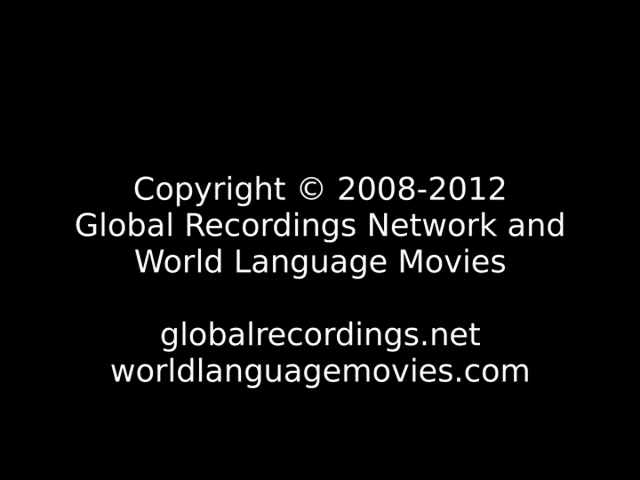 Copyright © 2008-2012
Global Recordings Network and
World Language Movies
globalrecordings.net
worldlanguagemovies.com